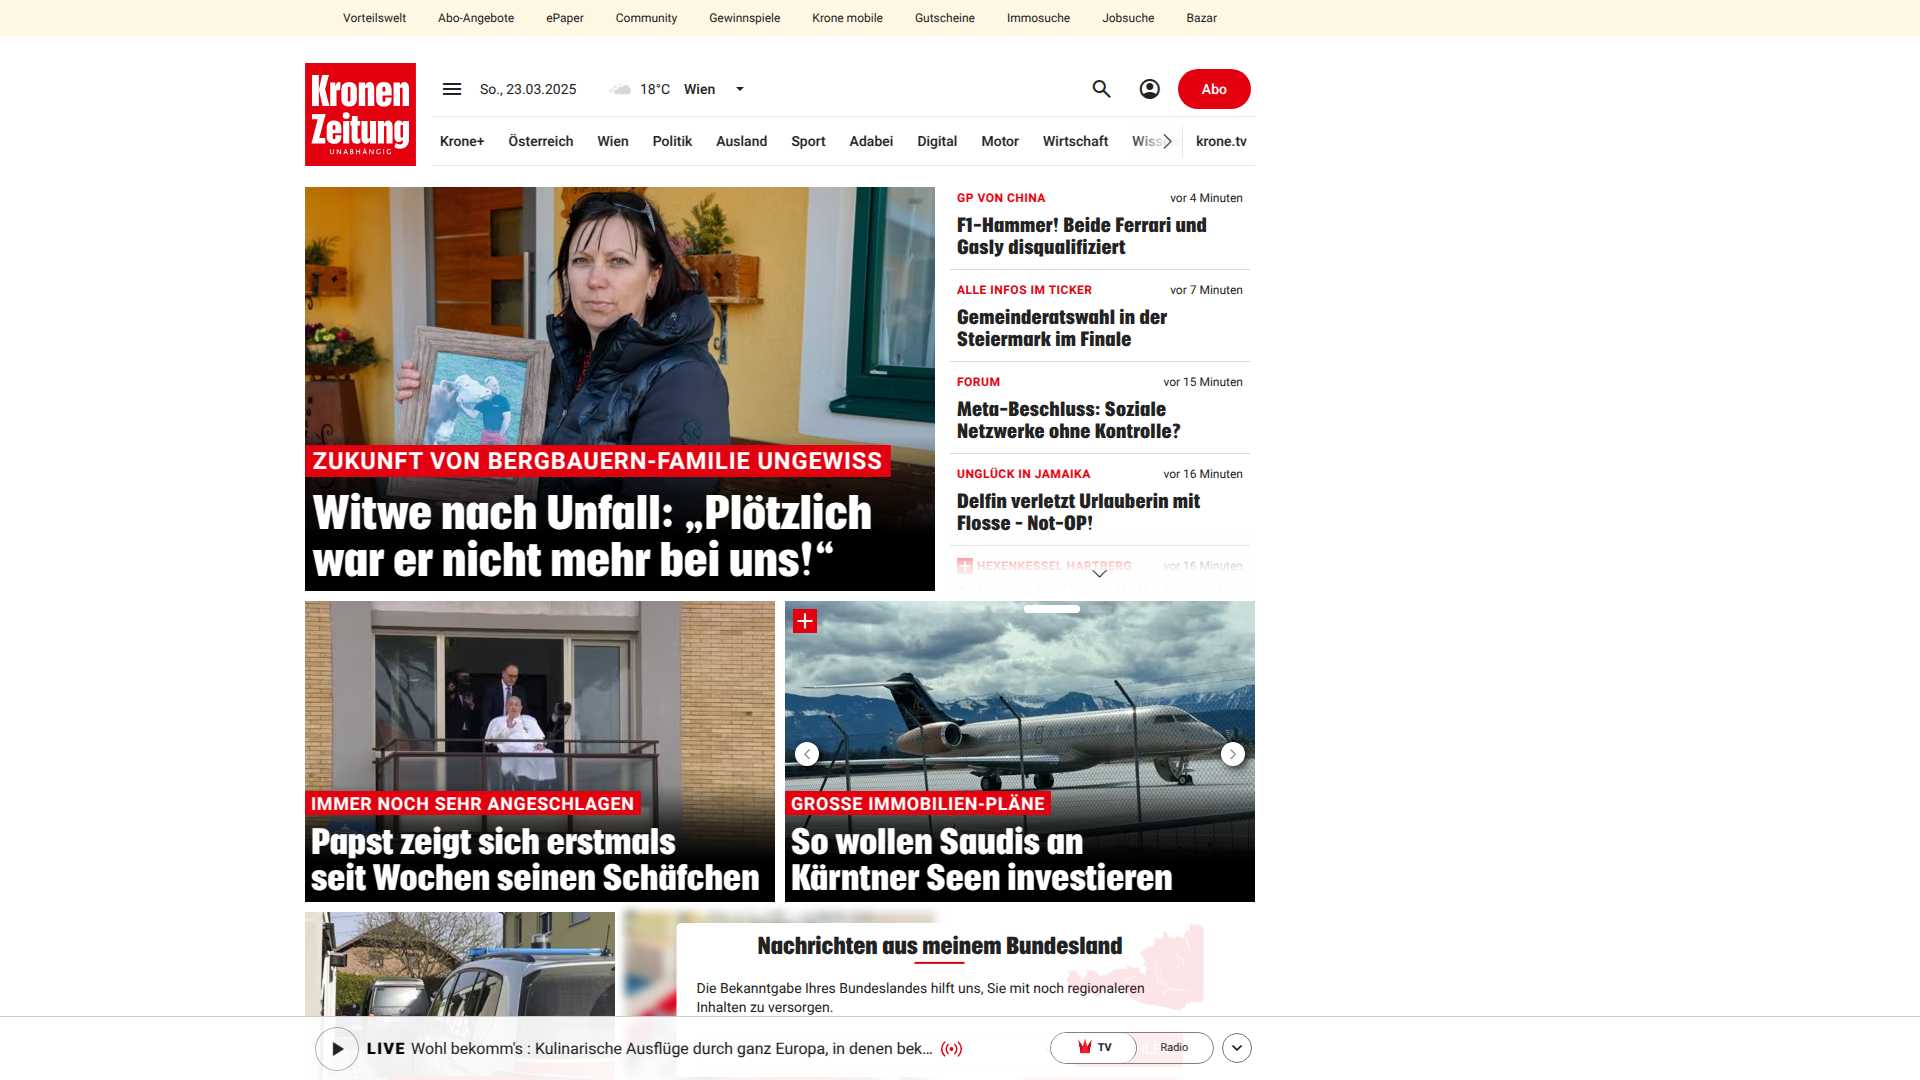 Vorteilswelt Abo-Angebote ePaper Community Gewinnspiele Krone mobile Gutscheine Immosuche Jobsuche Bazar
Kronen
Zeitung
UNABHÄNGIG
So., 23.03.2025 18°C Wien Abo
Krone+ Österreich Wien Politik Ausland Sport Adabei Digital Motor Wirtschaft Wiss krone.tv
ZUKUNFT VON BERGBAUERN-FAMILIE UNGEWISS
Witwe nach Unfall: „Plötzlich
war er nicht mehr bei uns!“
GP VON CHINA vor 4 Minuten
F1-Hammer! Beide Ferrari und
Gasly disqualifiziert
ALLE INFOS IM TICKER vor 7 Minuten
Gemeinderatswahl in der
Steiermark im Finale
FORUM vor 15 Minuten
Meta-Beschluss: Soziale
Netzwerke ohne Kontrolle?
UNGLÜCK IN JAMAIKA vor 16 Minuten
Delfin verletzt Urlauberin mit
Flosse - Not-OP!
HEXENKESSEL HARTBERG vor 16 Minuten
IMMER NOCH SEHR ANGESCHLAGEN
Papst zeigt sich erstmals
seit Wochen seinen Schäfchen
GROSSE IMMOBILIEN-PLÄNE
So wollen Saudis an
Kärntner Seen investieren
Nachrichten aus meinem Bundesland
Die Bekanntgabe Ihres Bundeslandes hilft uns, Sie mit noch regionaleren
Inhalten zu versorgen.
LIVE Wohl bekomm's : Kulinarische Ausflüge durch ganz Europa, in denen bek... TV Radio